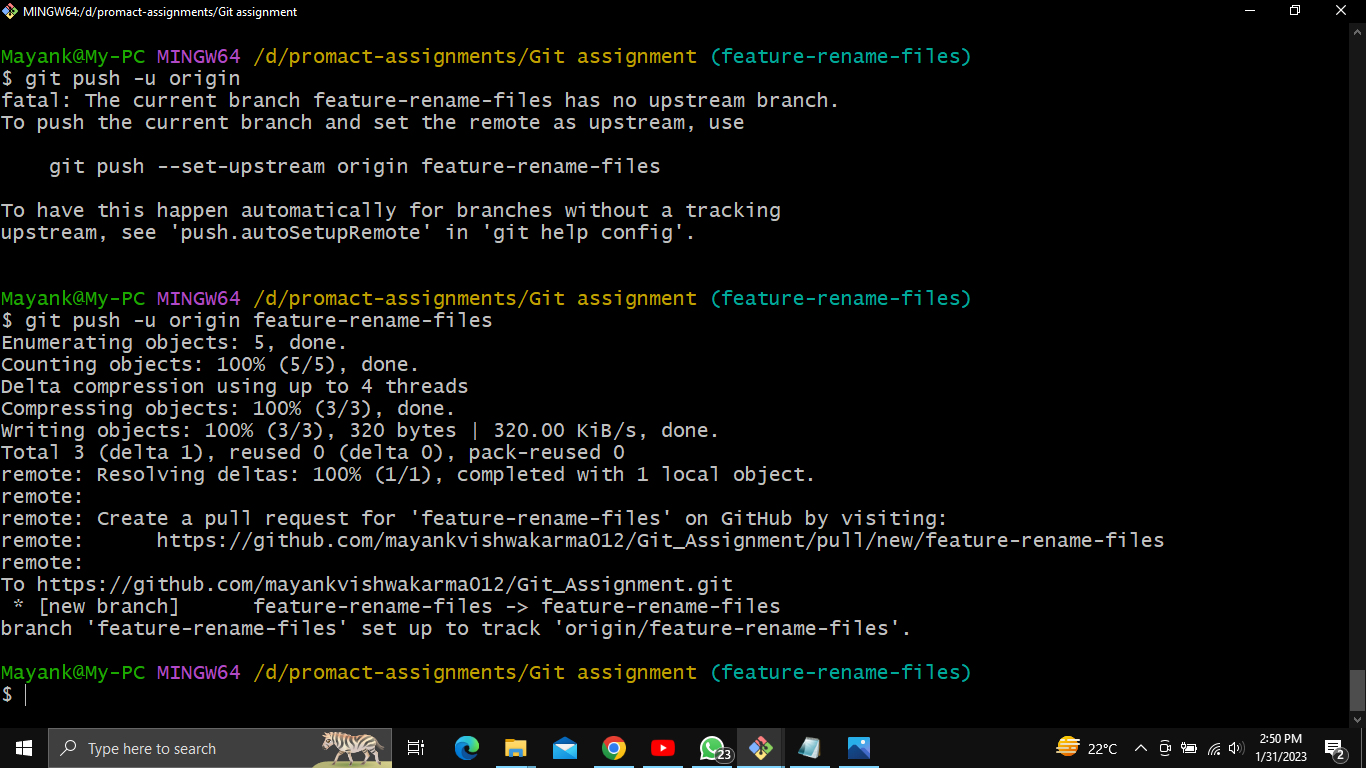 MINGW64:/d/promact-assignments/Git assignment
Mayank@My-PC MINGW64 /d/promact-assignments/Git assignment (feature-rename-files)
$ git push -u origin
fatal: The current branch feature-rename-files has no upstream branch.
To push the current branch and set the remote as upstream, use
    git push --set-upstream origin feature-rename-files
To have this happen automatically for branches without a tracking
upstream, see 'push.autoSetupRemote' in 'git help config'.
Mayank@My-PC MINGW64 /d/promact-assignments/Git assignment (feature-rename-files)
$ git push -u origin feature-rename-files
Enumerating objects: 5, done.
Counting objects: 100% (5/5), done.
Delta compression using up to 4 threads
Compressing objects: 100% (3/3), done.
Writing objects: 100% (3/3), 320 bytes | 320.00 KiB/s, done.
Total 3 (delta 1), reused 0 (delta 0), pack-reused 0
remote: Resolving deltas: 100% (1/1), completed with 1 local object.
remote:
remote: Create a pull request for 'feature-rename-files' on GitHub by visiting:
remote:      https://github.com/mayankvishwakarma012/Git_Assignment/pull/new/feature-rename-files
remote:
To https://github.com/mayankvishwakarma012/Git_Assignment.git
 * [new branch]      feature-rename-files -> feature-rename-files
branch 'feature-rename-files' set up to track 'origin/feature-rename-files'.
Mayank@My-PC MINGW64 /d/promact-assignments/Git assignment (feature-rename-files)
$
Type here to search
23
22°C
2:50 PM
1/31/2023
2